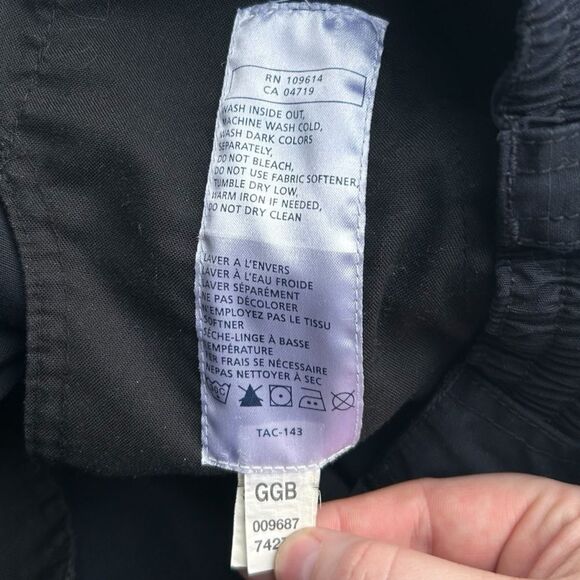 RN 109614
CA 04719
WASH INSIDE OUT,
MACHINE WASH COLD,
WASH DARK COLORS
SEPARATELY,
DO NOT BLEACH,
DO NOT USE FABRIC SOFTENER,
TUMBLE DRY LOW,
WARM IRON IF NEEDED,
DO NOT DRY CLEAN
LAVER A L'ENVERS
LAVER À L'EAU FROIDE
LAVER SÉPARÉMENT
NE PAS DÉCOLORER
N'EMPLOYEZ PAS LE TISSU
SOFTNER
SÈCHE-LINGE À BASSE
TEMPÉRATURE
FER FRAIS SE NÉCESSAIRE
NEPAS NETTOYER À SEC
TAC-143
GGB
009687